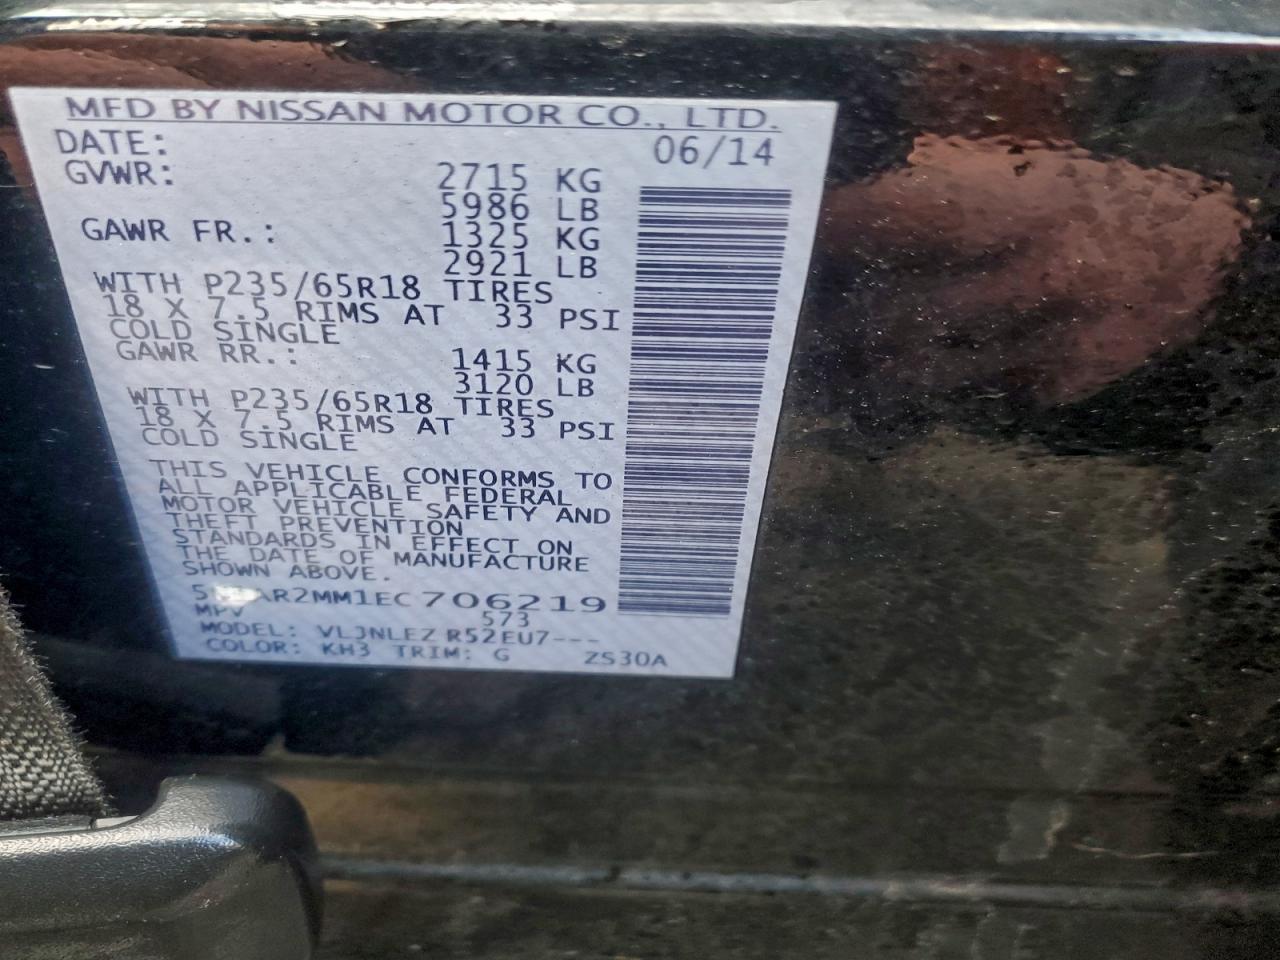 MFD BY NISSAN MOTOR CO., LTD.
DATE: 06/14
GVWR: 2715 KG
5986 LB
GAWR FR.: 1325 KG
2921 LB
WITH P235/65R18 TIRES
18 X 7.5 RIMS AT 33 PSI
COLD SINGLE
GAWR RR.: 1415 KG
3120 LB
WITH P235/65R18 TIRES
18 X 7.5 RIMS AT 33 PSI
COLD SINGLE
THIS VEHICLE CONFORMS TO
ALL APPLICABLE FEDERAL
MOTOR VEHICLE SAFETY AND
THEFT PREVENTION
STANDARDS IN EFFECT ON
THE DATE OF MANUFACTURE
SHOWN ABOVE.
MPV 573
MODEL: VLJNLEZ R52EU7---
COLOR: KH3 TRIM: G ZS30A